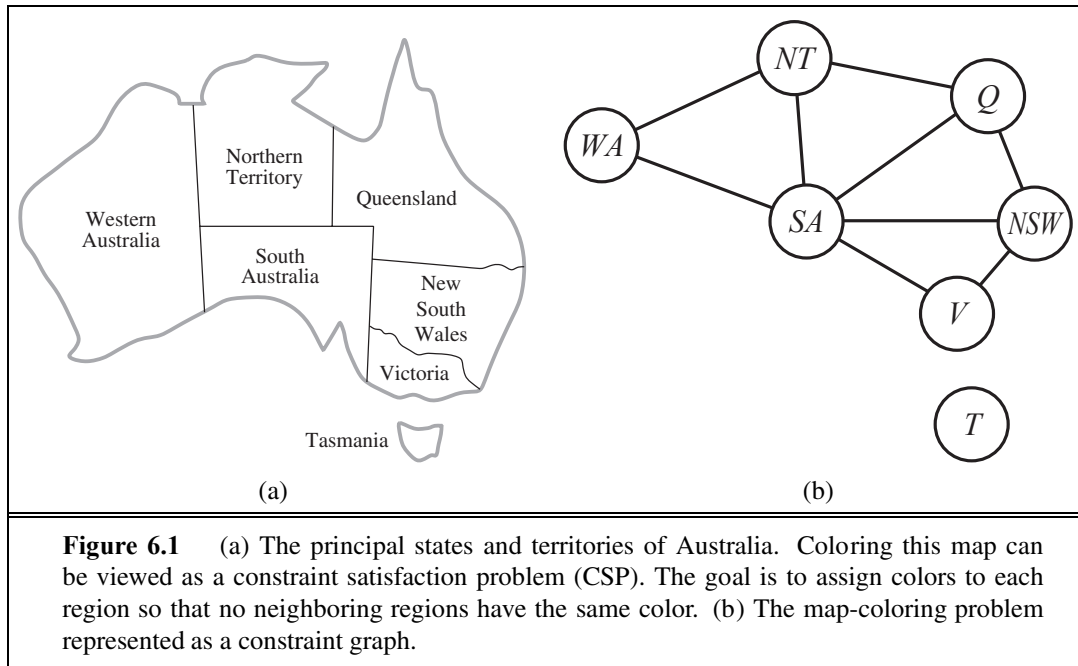 Northern
Territory
Western
Australia
Queensland
South
Australia
New
South
Wales
Victoria
Tasmania
(a)
NT
Q
WA
SA
NSW
V
T
(b)
Figure 6.1 (a) The principal states and territories of Australia. Coloring this map can
be viewed as a constraint satisfaction problem (CSP). The goal is to assign colors to each
region so that no neighboring regions have the same color. (b) The map-coloring problem
represented as a constraint graph.